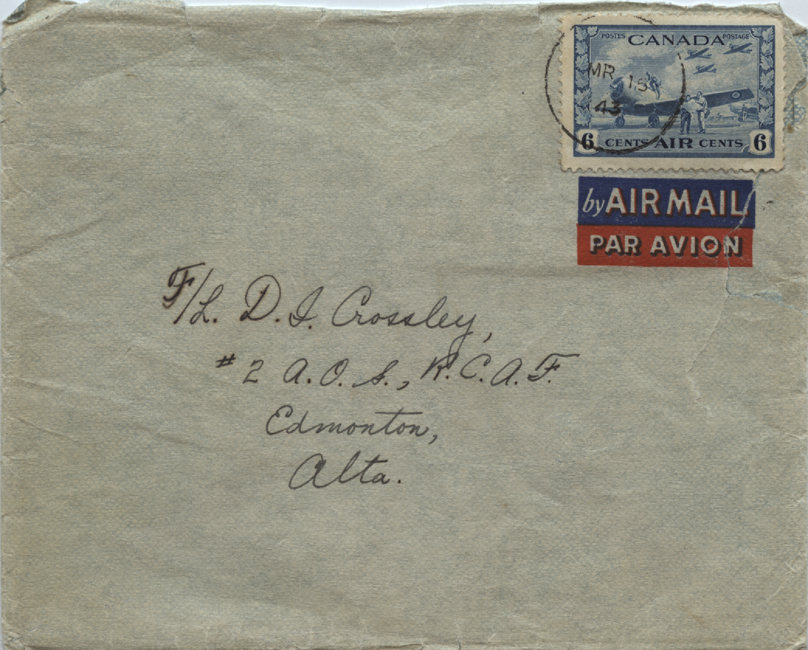 POSTES CANADA POSTAGE
MR 15
43
6 CENTS AIR CENTS 6
by AIR MAIL
PAR AVION
F/L. D. I. Crossley,
#2 A.O.S., R.C.A.F.
Edmonton,
Alta.